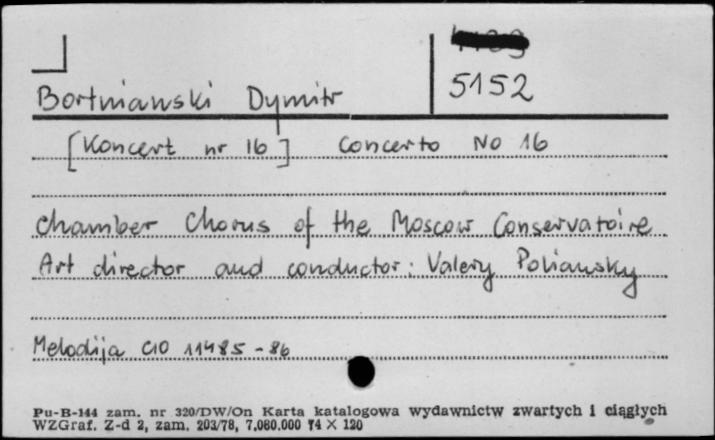 5152
Bortniawski Dymitr
[Koncert nr 16] Concerto No 16
Chamber Chorus of the Moscow Conservatoire
Art director and conductor: Valery Poliansky
Melodija C10 11485-86
Pu-B-144 zam. nr 320/DW/On Karta katalogowa wydawnictw zwartych i ciągłych
WZGraf. Z-d 2, zam. 203/78, 7,080.000 74 × 120